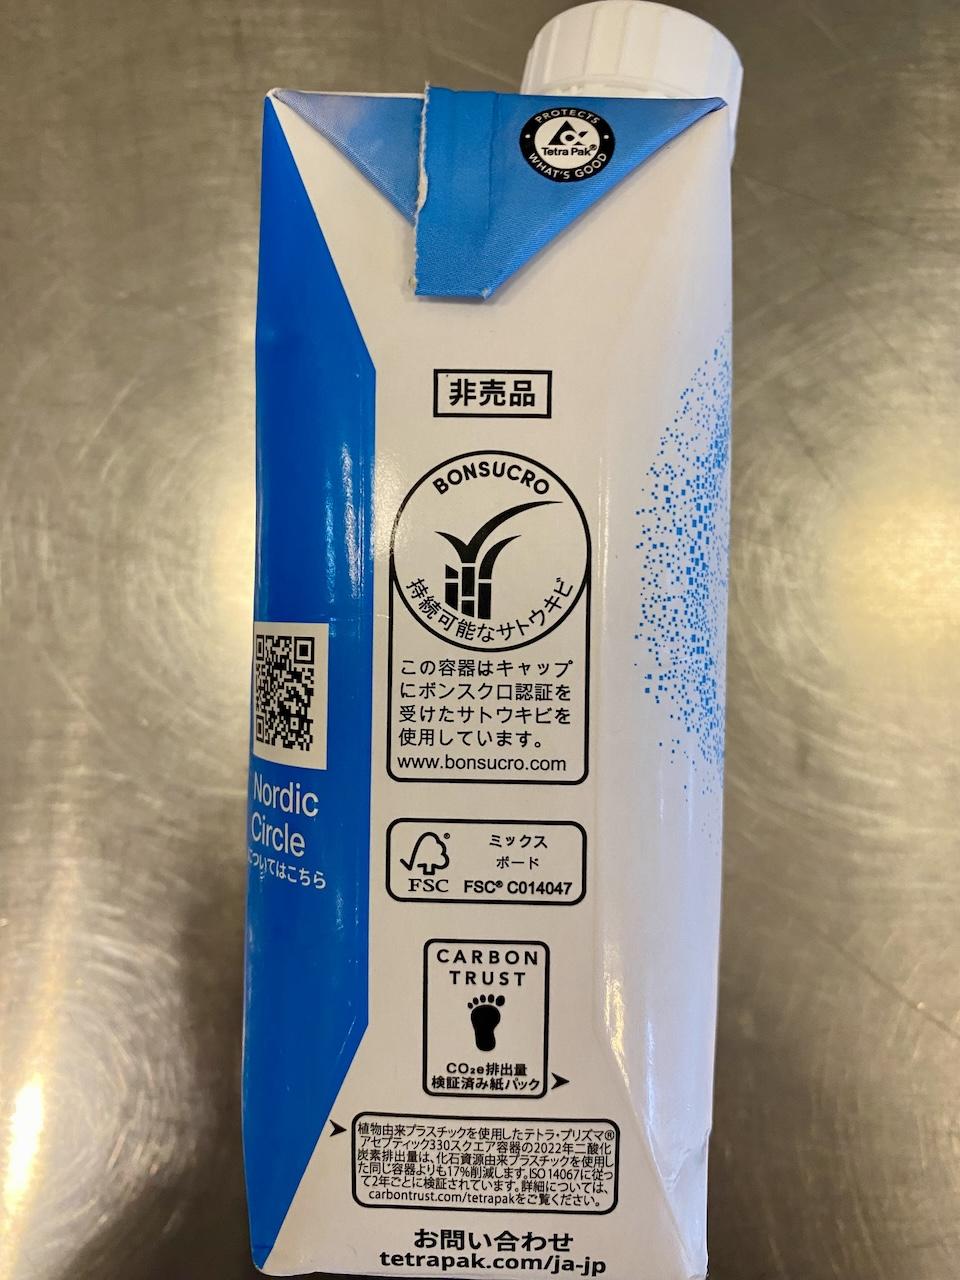 PROTECTS
Tetra Pak®
WHAT'S GOOD
非売品
BONSUCRO
持続可能なサトウキビ
この容器はキャップ
にボンスクロ認証を
受けたサトウキビを
使用しています。
www.bonsucro.com
Nordic
Circle
についてはこちら
FSC®
ミックス
ボード
FSC® C014047
CARBON
TRUST
CO₂e排出量
検証済み紙パック
植物由来プラスチックを使用したテトラ・プリズマ®
アセプティック330スクエア容器の2022年二酸化
炭素排出量は、化石資源由来プラスチックを使用し
た同じ容器よりも17%削減します。ISO 14067に従っ
て2年ごとに検証されています。詳細については、
carbontrust.com/tetrapakをご覧ください。
お問い合わせ
tetrapak.com/ja-jp